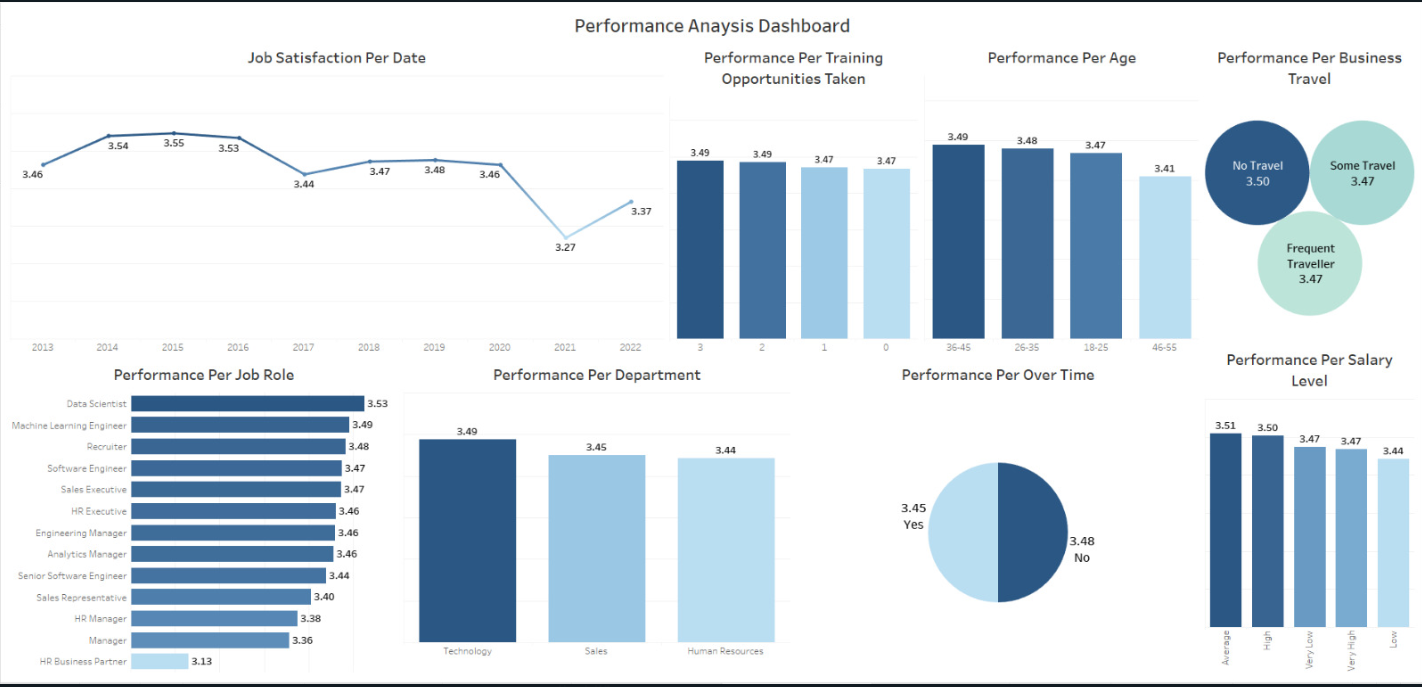 Performance Anaysis Dashboard
Job Satisfaction Per Date
3.46
3.54
3.55
3.53
3.44
3.47
3.48
3.46
3.27
3.37
2013
2014
2015
2016
2017
2018
2019
2020
2021
2022
Performance Per Training
Opportunities Taken
3.49
3.49
3.47
3.47
3
2
1
0
Performance Per Age
3.49
3.48
3.47
3.41
36-45
26-35
18-25
46-55
Performance Per Business
Travel
No Travel
3.50
Some Travel
3.47
Frequent
Traveller
3.47
Performance Per Job Role
Data Scientist 3.53
Machine Learning Engineer 3.49
Recruiter 3.48
Software Engineer 3.47
Sales Executive 3.47
HR Executive 3.46
Engineering Manager 3.46
Analytics Manager 3.46
Senior Software Engineer 3.44
Sales Representative 3.40
HR Manager 3.38
Manager 3.36
HR Business Partner 3.13
Performance Per Department
3.49
3.45
3.44
Technology
Sales
Human Resources
Performance Per Over Time
3.45
Yes
3.48
No
Performance Per Salary
Level
3.51
3.50
3.47
3.47
3.44
Average
High
Very Low
Very High
Low